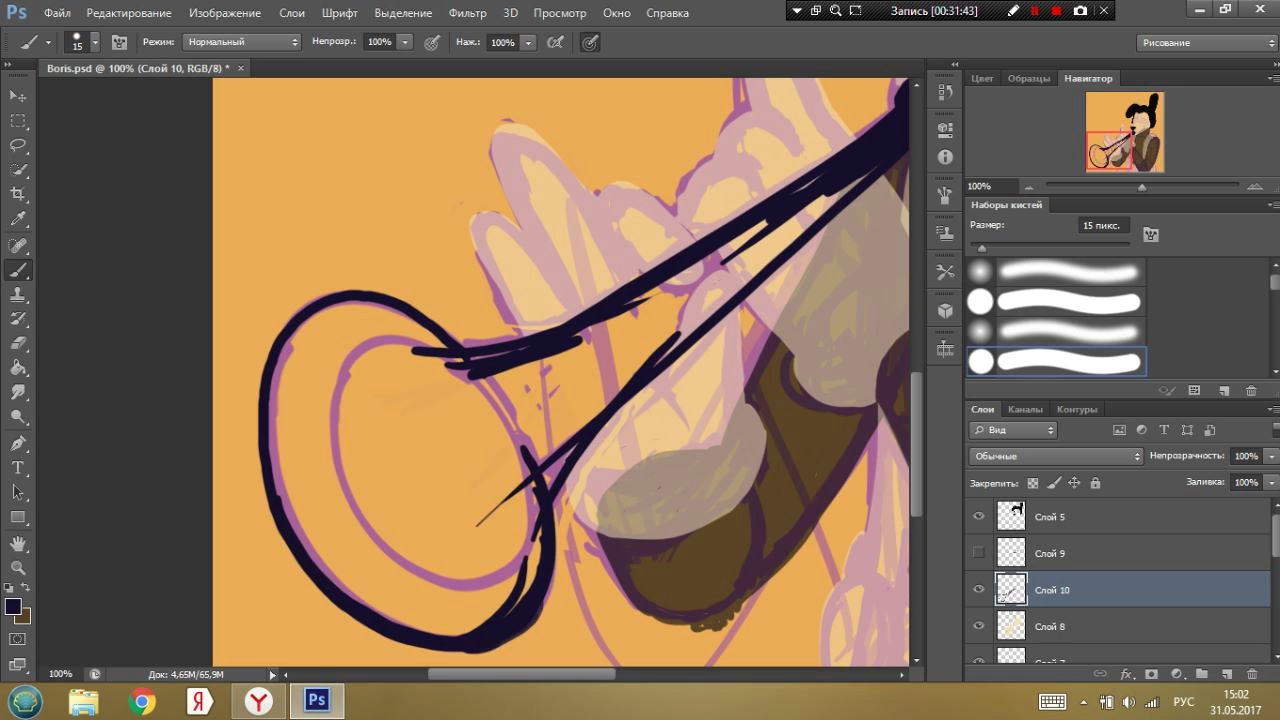 Ps Файл Редактирование Изображение Слои Шрифт Выделение Фильтр 3D Просмотр Окно Справка
Запись [00:31:43]
15 Режим: Нормальный Непрозр.: 100% Наж.: 100% Рисование
Boris.psd @ 100% (Слой 10, RGB/8) * ×
Цвет Образцы Навигатор
100%
Наборы кистей
Размер: 15 пикс.
Слои Каналы Контуры
Вид
Обычные Непрозрачность: 100%
Закрепить: Заливка: 100%
Слой 5
Слой 9
Слой 10
Слой 8
100% Док: 4,65M/65,9M
Я Y Ps РУС
15:02
31.05.2017